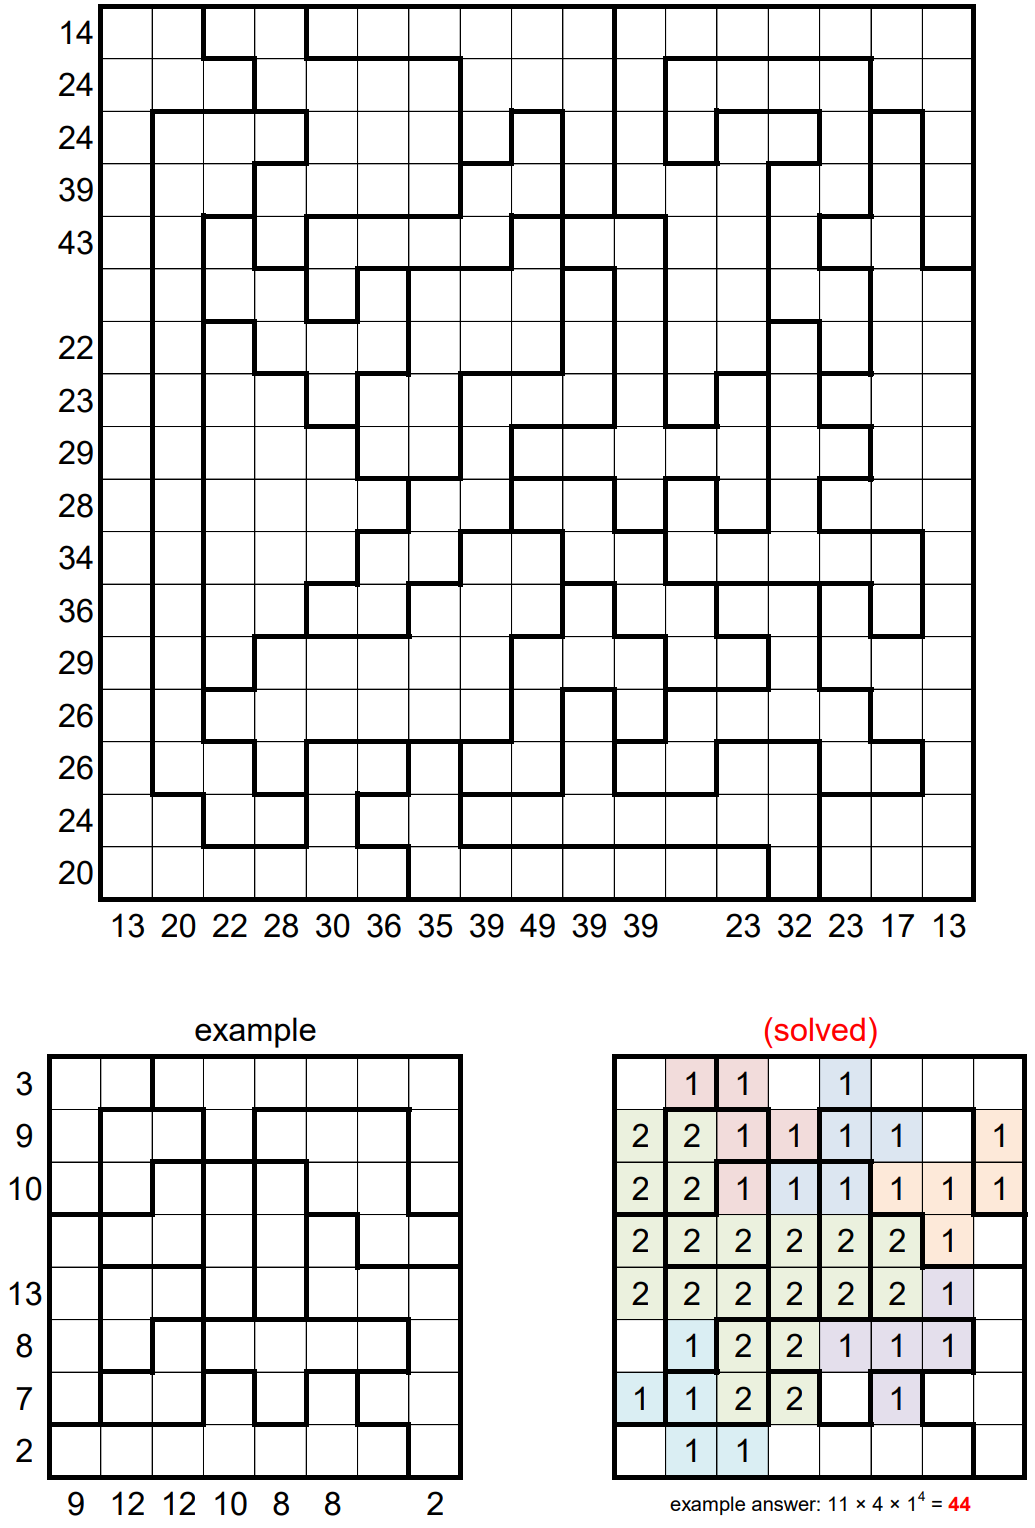 14
24
24
39
43
22
23
29
28
34
36
29
26
26
24
20
13 20 22 28 30 36 35 39 49 39 39 23 32 23 17 13
example (solved)
3 1 1 1
9 2 2 1 1 1 1 1
10 2 2 1 1 1 1 1 1
2 2 2 2 2 2 1
13 2 2 2 2 2 2 1
8 1 2 2 1 1 1
7 1 1 2 2 1
2 1 1
9 12 12 10 8 8 2
example answer: 11 × 4 × 1⁴ = 44